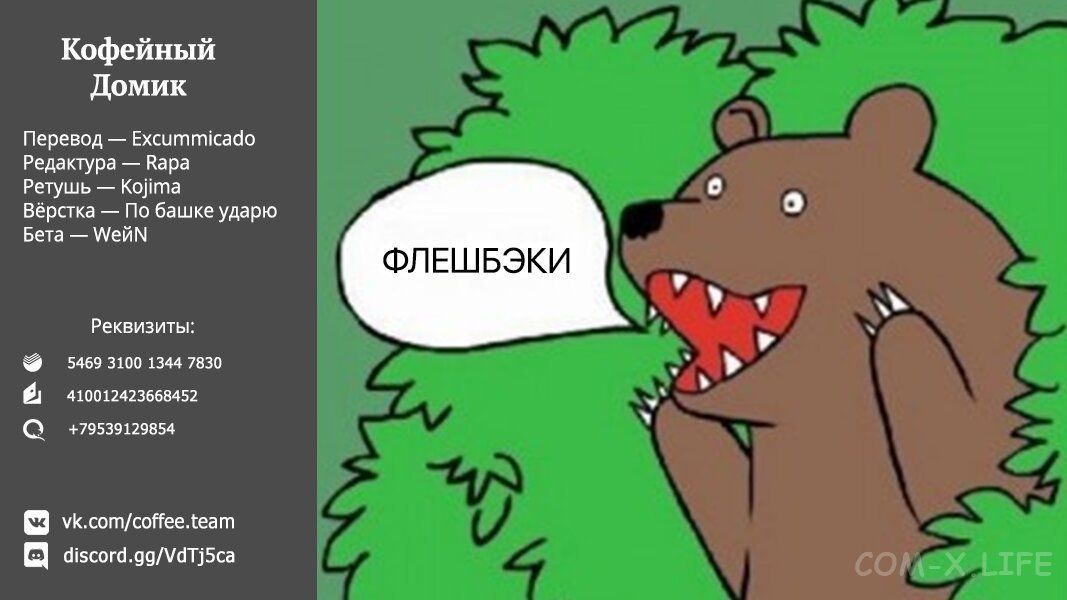 Кофейный
Домик
Перевод — Excummicado
Редактура — Rapa
Ретушь — Kojima
Вёрстка — По башке ударю
Бета — WeйN
Реквизиты:
5469 3100 1344 7830
410012423668452
+79539129854
vk.com/coffee.team
discord.gg/VdTj5ca
ФЛЕШБЭКИ
COM-X.LIFE